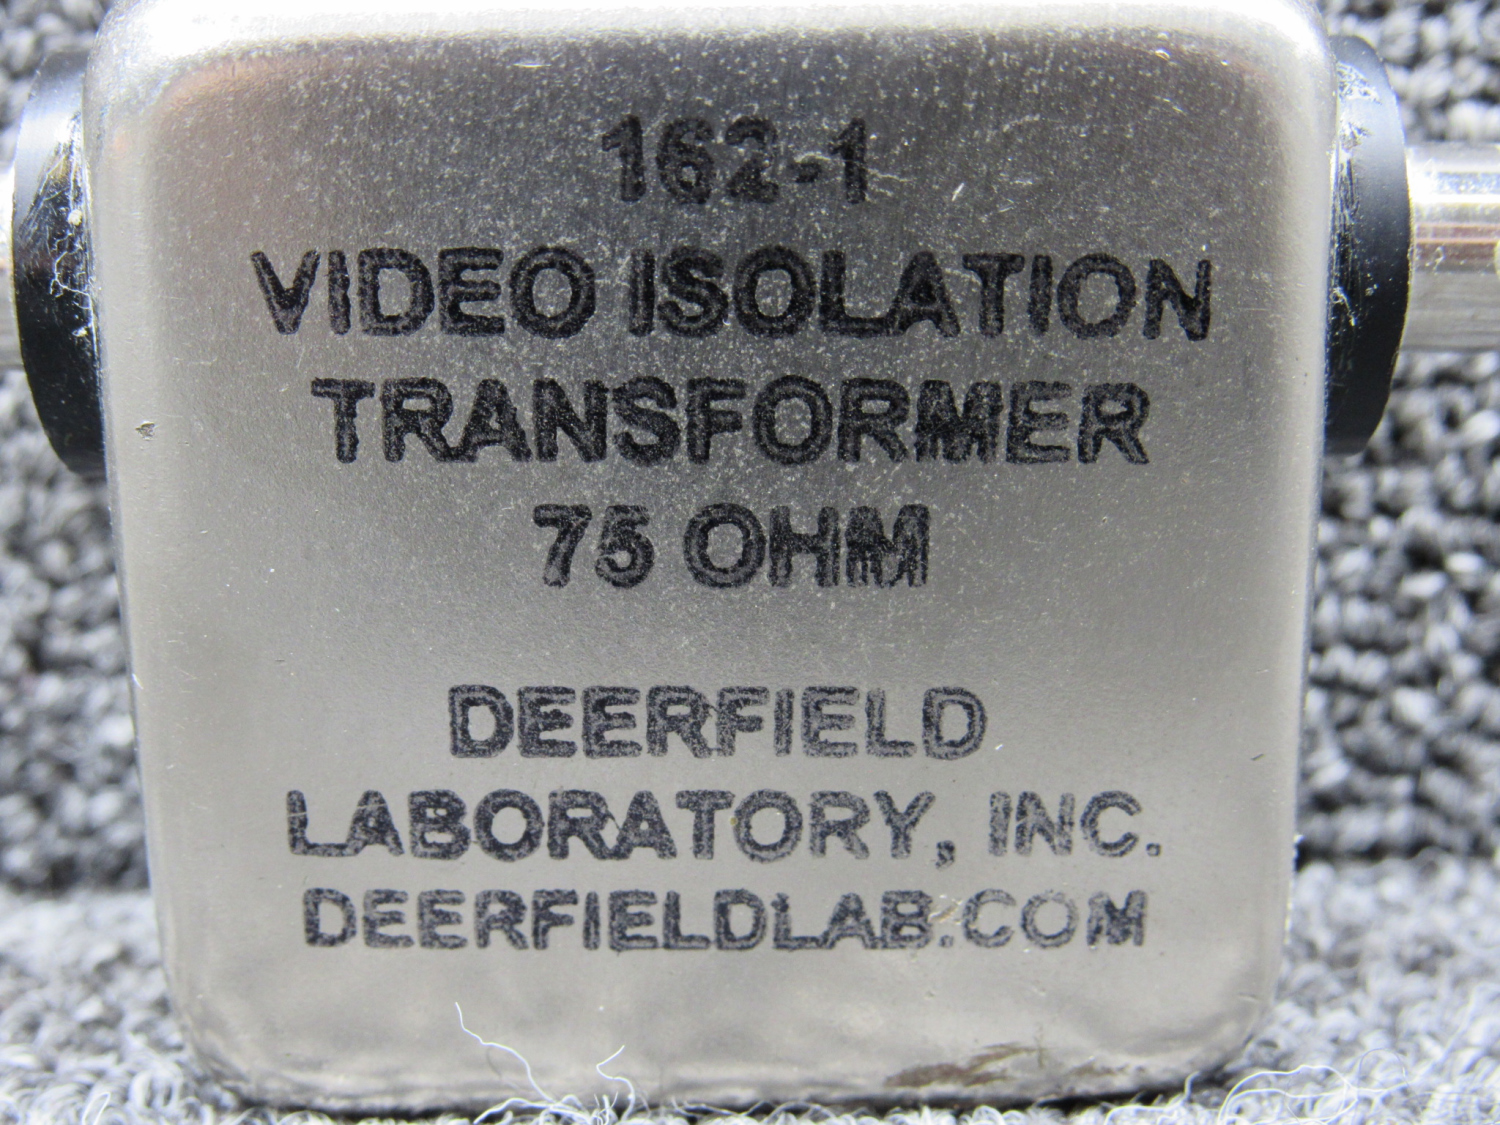 162-1
VIDEO ISOLATION
TRANSFORMER
75 OHM
DEERFIELD
LABORATORY, INC.
DEERFIELDLAB.COM